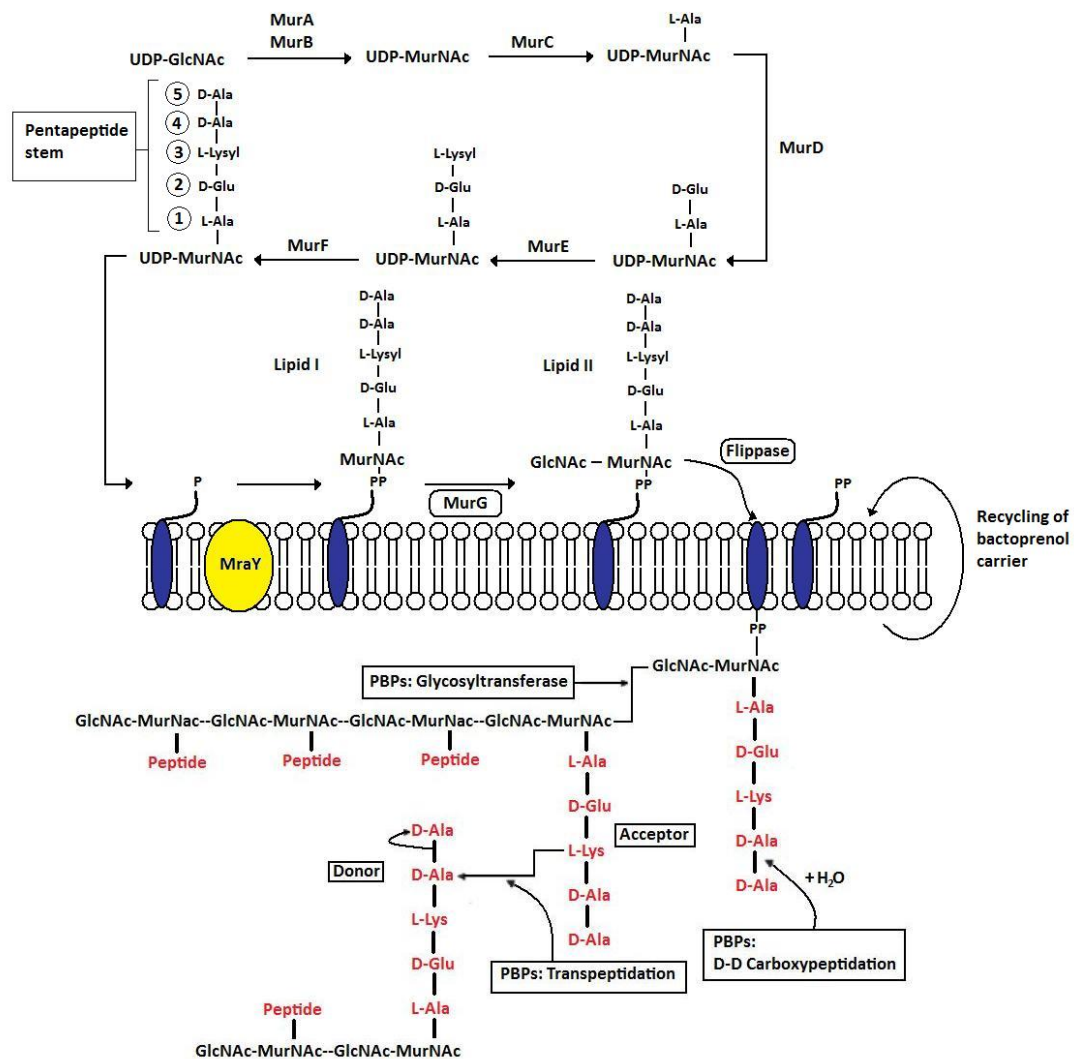 MurA
MurB
UDP-GlcNAc
UDP-MurNAc
MurC
L-Ala
UDP-MurNAc
MurD
Pentapeptide
stem
5 D-Ala
4 D-Ala
3 L-Lysyl
2 D-Glu
1 L-Ala
UDP-MurNAc
MurF
L-Lysyl
D-Glu
L-Ala
UDP-MurNAc
MurE
D-Glu
L-Ala
UDP-MurNAc
Lipid I
D-Ala
D-Ala
L-Lysyl
D-Glu
L-Ala
MurNAc
PP
Lipid II
D-Ala
D-Ala
L-Lysyl
D-Glu
L-Ala
GlcNAc – MurNAc
PP
P
MurG
Flippase
PP
MraY
Recycling of
bactoprenol
carrier
PP
GlcNAc-MurNAc
PBPs: Glycosyltransferase
GlcNAc-MurNac--GlcNAc-MurNAc--GlcNAc-MurNac--GlcNAc-MurNAc
Peptide
Peptide
Peptide
L-Ala
D-Glu
L-Lys
D-Ala
D-Ala
Acceptor
L-Ala
D-Glu
L-Lys
D-Ala
D-Ala
+ H₂O
PBPs:
D-D Carboxypeptidation
Donor
D-Ala
D-Ala
L-Lys
D-Glu
L-Ala
PBPs: Transpeptidation
Peptide
GlcNAc-MurNAc--GlcNAc-MurNAc